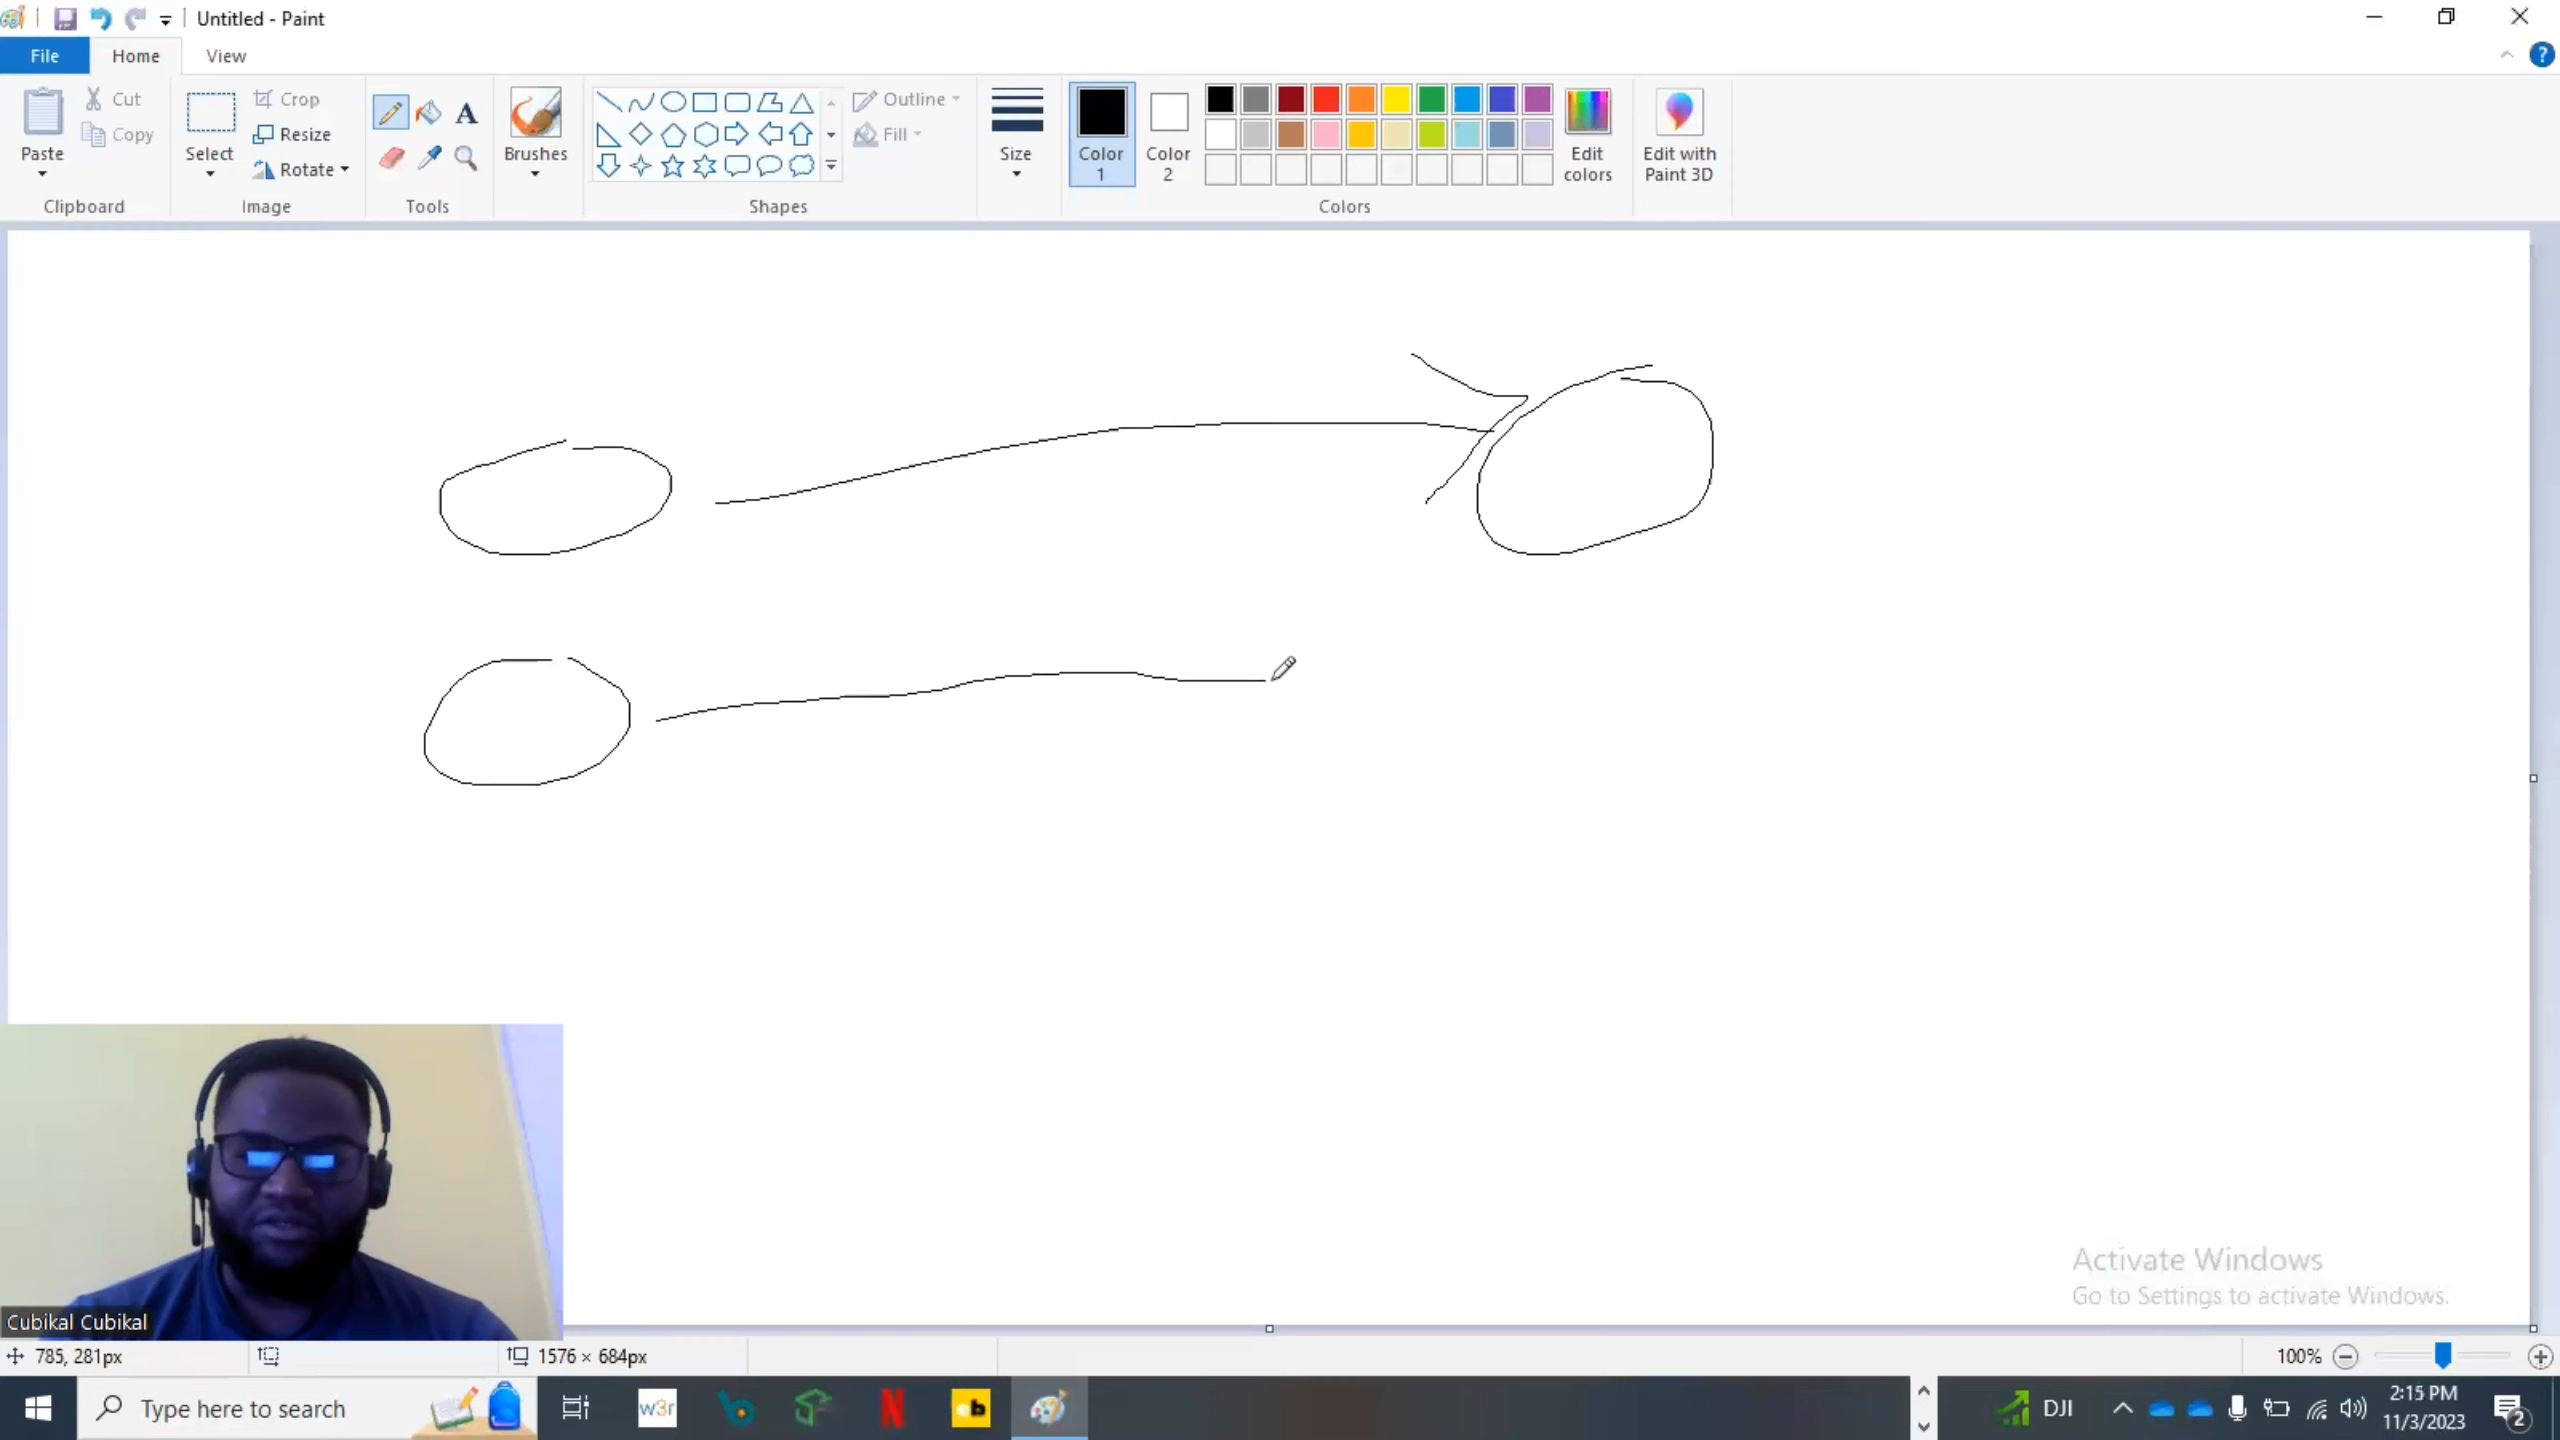 Untitled - Paint
File
Home
View
Paste
Cut
Copy
Clipboard
Select
Crop
Resize
Rotate
Image
A
Tools
Brushes
Shapes
Outline
Fill
Size
Color
1
Color
2
Edit
colors
Colors
Edit with
Paint 3D
?
Activate Windows
Go to Settings to activate Windows.
Cubikal Cubikal
785, 281px
1576 × 684px
100%
Type here to search
w3r
N
b
DJI
2:15 PM
11/3/2023
2